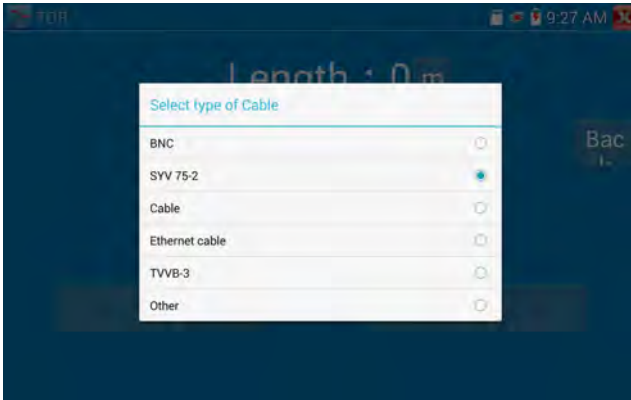 TDR
9:27 AM
Length : 0 m
Select type of Cable
BNC
Bac
SYV 75-2
Cable
Ethernet cable
TVVB-3
Other